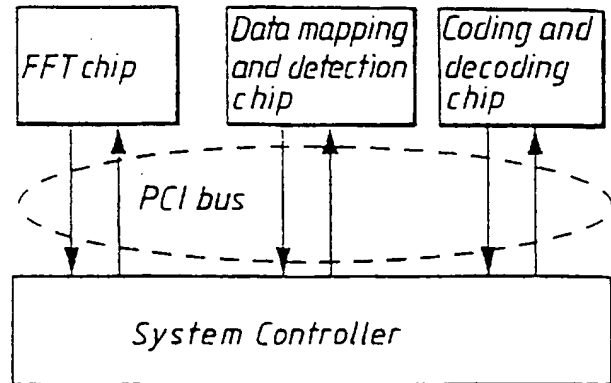 FFT chip
Data mapping
and detection
chip
Coding and
decoding
chip
PCI bus
System Controller